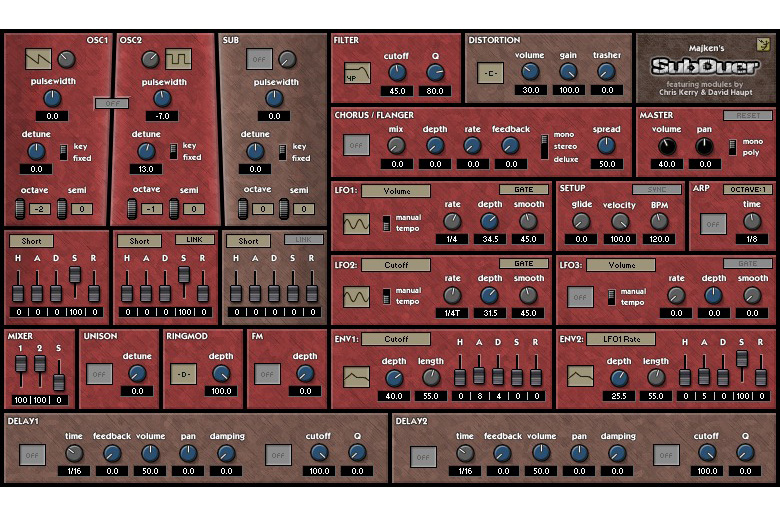 OSC1 OSC2 SUB
OFF
pulsewidth pulsewidth pulsewidth
0.0 -7.0 0.0
OFF
detune detune detune
key fixed key fixed key fixed
0.0 13.0 0.0
octave semi octave semi octave semi
-2 0 -1 0 0 0
Short Short LINK Short LINK
H A D S R H A D S R H A D S R
0 0 0 100 0 0 0 0 100 0 0 0 0 0 0
FILTER
cutoff Q
4P
45.0 80.0
DISTORTION
volume gain trasher
-C-
30.0 100.0 0.0
Majken's
SubDuer
featuring modules by
Chris Kerry & David Haupt
CHORUS / FLANGER
mix depth rate feedback mono stereo deluxe spread
OFF
0.0 0.0 0.0 0.0 50.0
MASTER RESET
volume pan mono poly
40.0 0.0
LFO1: Volume GATE
rate depth smooth
manual tempo
1/4 34.5 45.0
SETUP SYNC
glide velocity BPM
0.0 100.0 120.0
ARP OCTAVE:1
time
OFF
1/8
LFO2: Cutoff GATE
rate depth smooth
manual tempo
1/4T 31.5 45.0
LFO3: Volume GATE
rate depth smooth
OFF
manual tempo
0.0 0.0 0.0
MIXER
1 2 S
100 100 0
UNISON
detune
OFF
0.0
RINGMOD
depth
-D-
100.0
FM
depth
OFF
0.0
ENV1: Cutoff
depth length
40.0 55.0
H A D S R
0 8 4 0 0
ENV2: LFO1 Rate
depth length
25.5 55.0
H A D S R
0 5 0 100 0
DELAY1
time feedback volume pan damping cutoff Q
OFF OFF
1/16 0.0 50.0 0.0 0.0 100.0 0.0
DELAY2
time feedback volume pan damping cutoff Q
OFF OFF
1/16 0.0 50.0 0.0 0.0 100.0 0.0